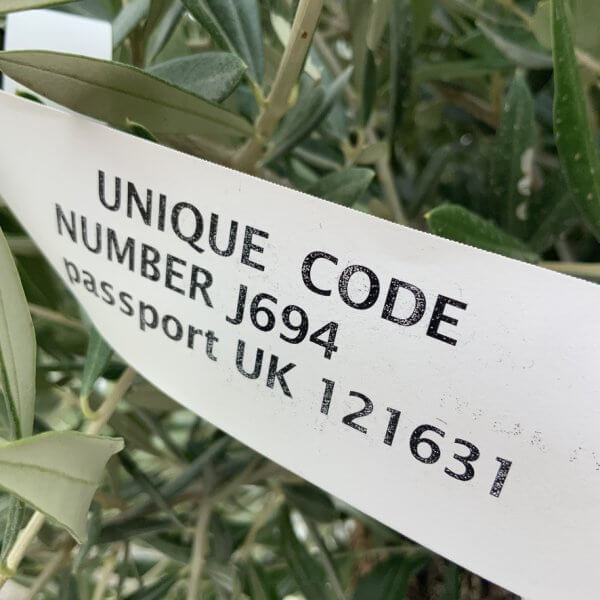 UNIQUE CODE
NUMBER J694
passport UK 121631